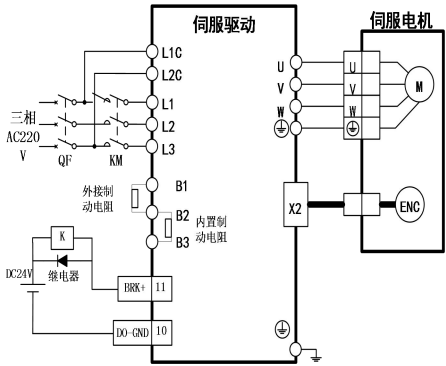 伺服驱动
伺服电机
L1C
L2C
L1
L2
L3
三相
AC220
V
QF
KM
U
V
W
U
V
W
M
外接制
动电阻
B1
B2
B3
内置制
动电阻
X2
ENC
K
继电器
DC24V
BRK+
11
DO-GND
10